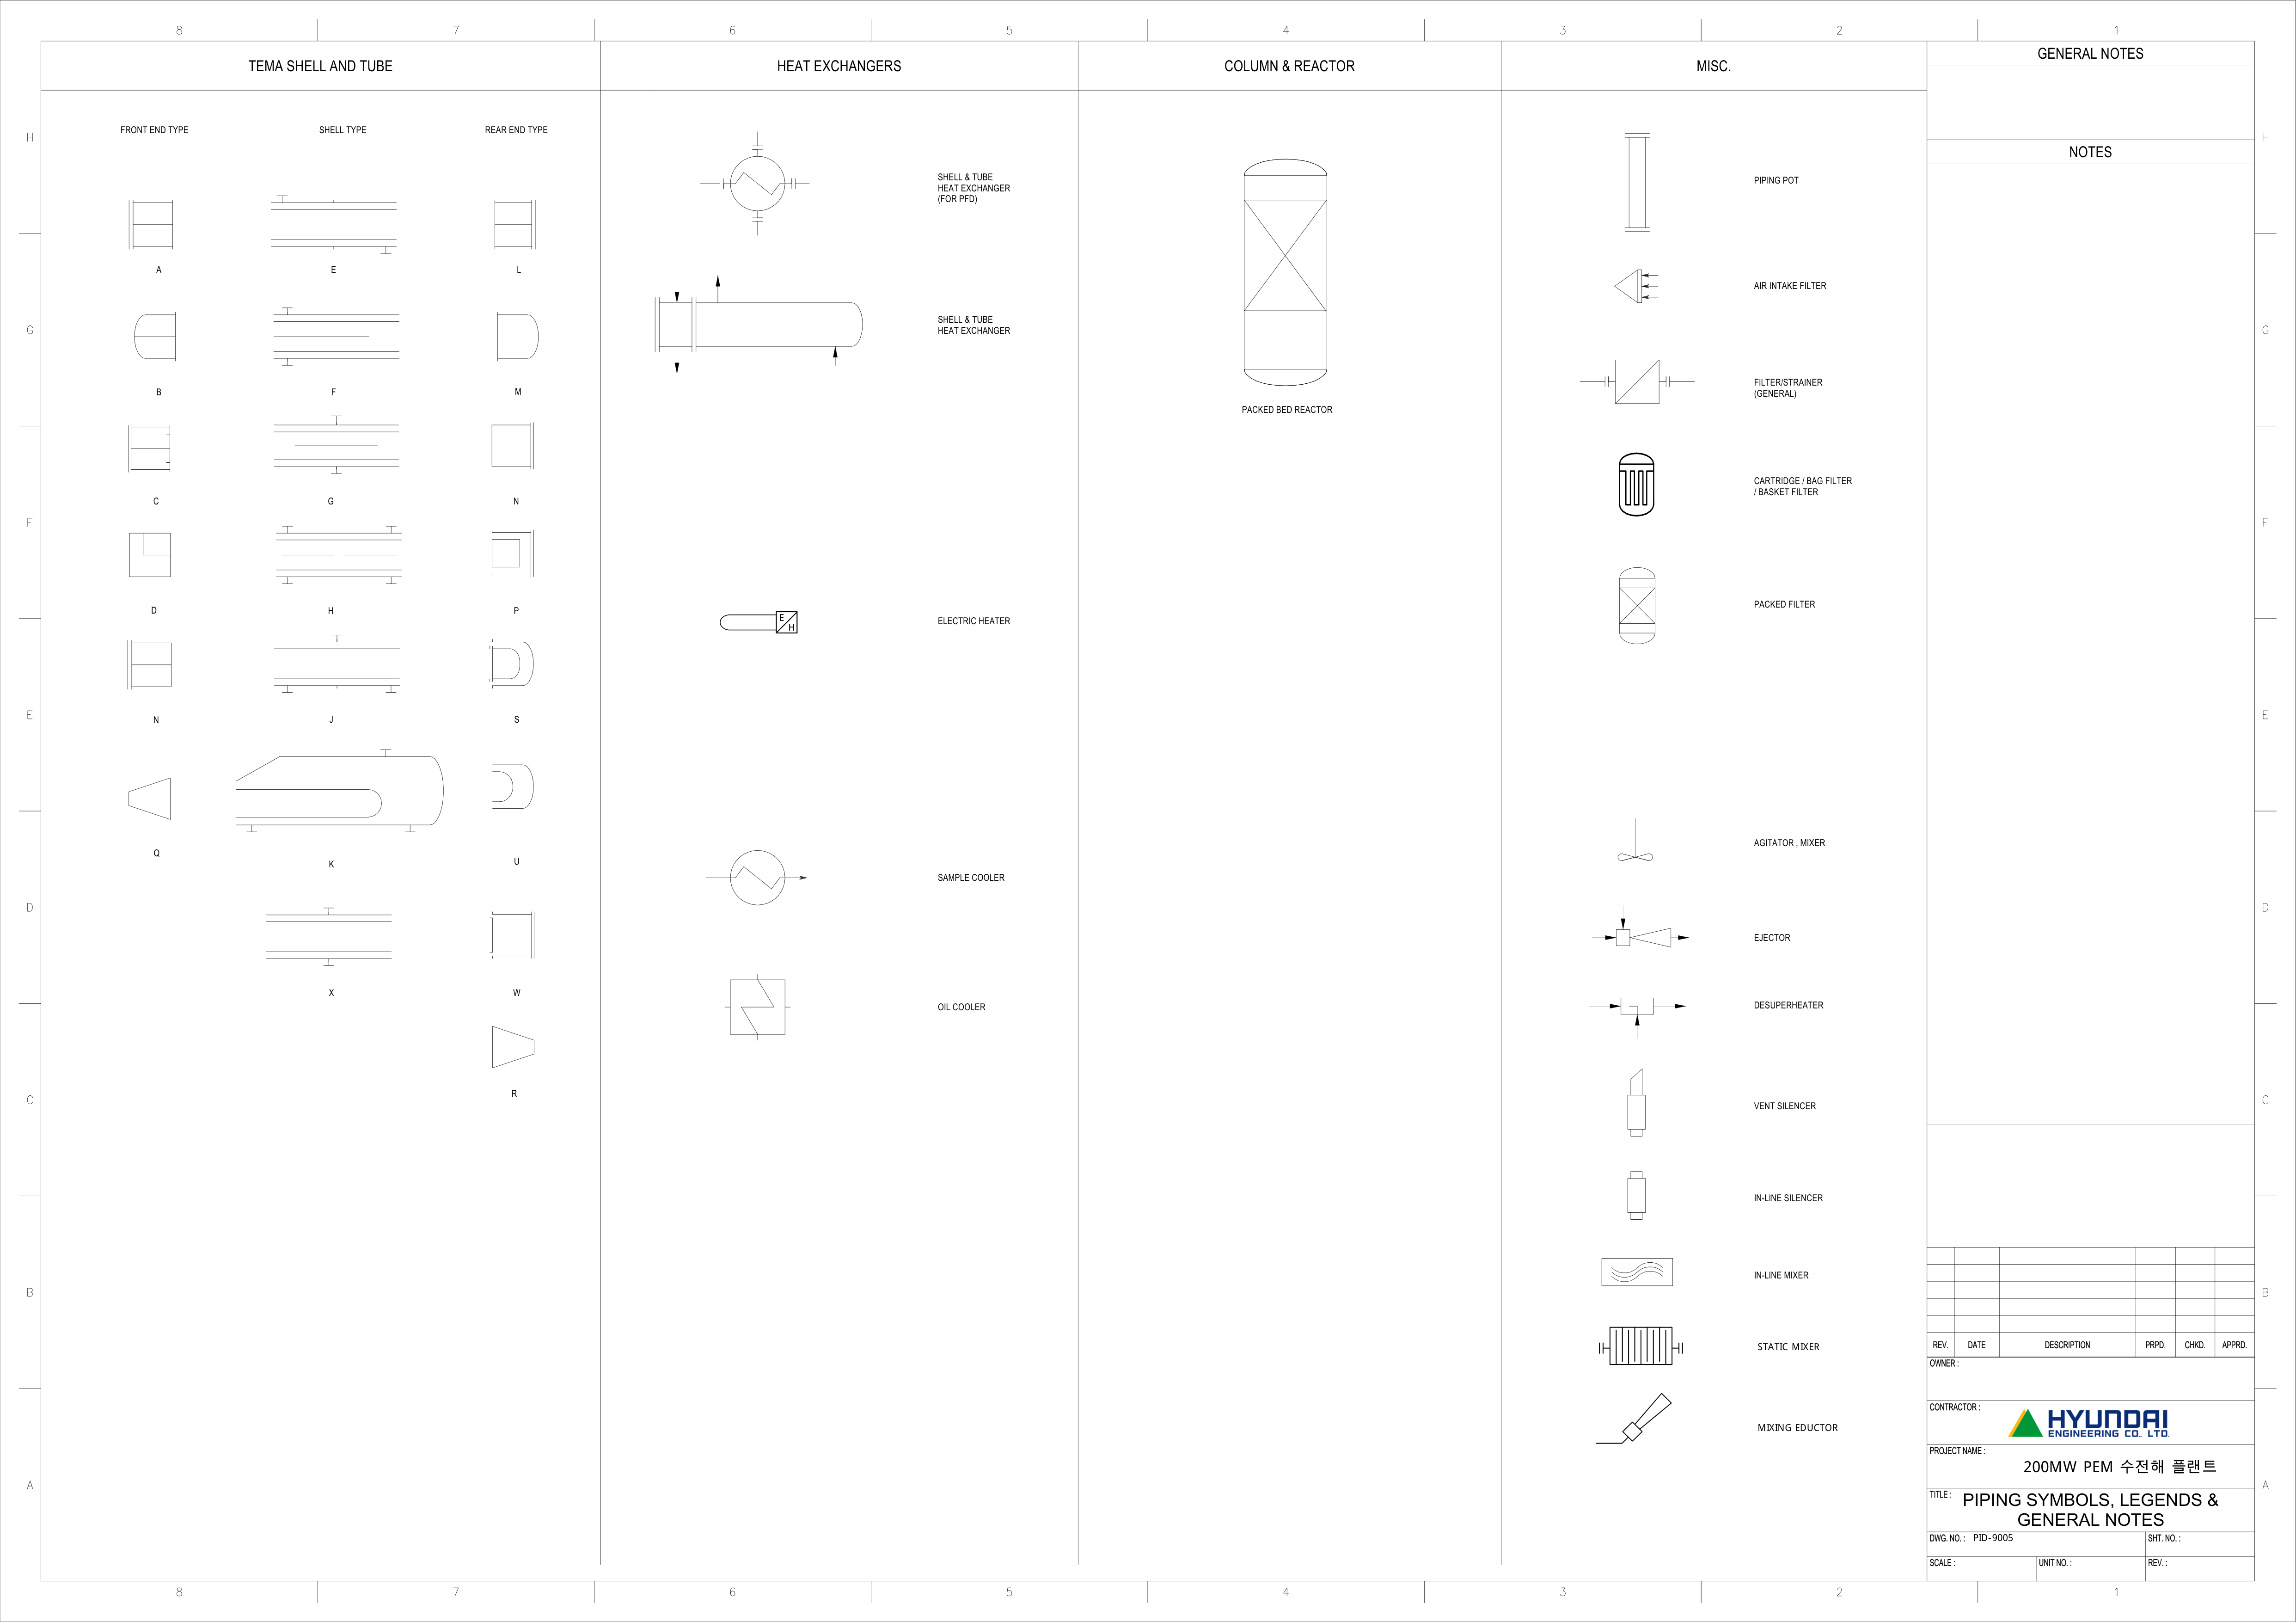 8 7 6 5 4 3 2 1
TEMA SHELL AND TUBE
FRONT END TYPE
SHELL TYPE
REAR END TYPE
A
E
L
B
F
M
C
G
N
D
H
P
N
J
S
Q
K
U
X
W
R
HEAT EXCHANGERS
SHELL & TUBE
HEAT EXCHANGER
(FOR PFD)
SHELL & TUBE
HEAT EXCHANGER
E
H
ELECTRIC HEATER
SAMPLE COOLER
OIL COOLER
COLUMN & REACTOR
PACKED BED REACTOR
MISC.
PIPING POT
AIR INTAKE FILTER
FILTER/STRAINER
(GENERAL)
CARTRIDGE / BAG FILTER
/ BASKET FILTER
PACKED FILTER
AGITATOR , MIXER
EJECTOR
DESUPERHEATER
VENT SILENCER
IN-LINE SILENCER
IN-LINE MIXER
STATIC MIXER
MIXING EDUCTOR
GENERAL NOTES
NOTES
REV. DATE DESCRIPTION PRPD. CHKD. APPRD.
OWNER :
CONTRACTOR :
HYUNDAI
ENGINEERING CO., LTD.
PROJECT NAME :
200MW PEM 수전해 플랜트
TITLE :
PIPING SYMBOLS, LEGENDS &
GENERAL NOTES
DWG. NO. : PID-9005
SHT. NO. :
SCALE :
UNIT NO. :
REV. :
H H
G G
F F
E E
D D
C C
B B
A A
8 7 6 5 4 3 2 1